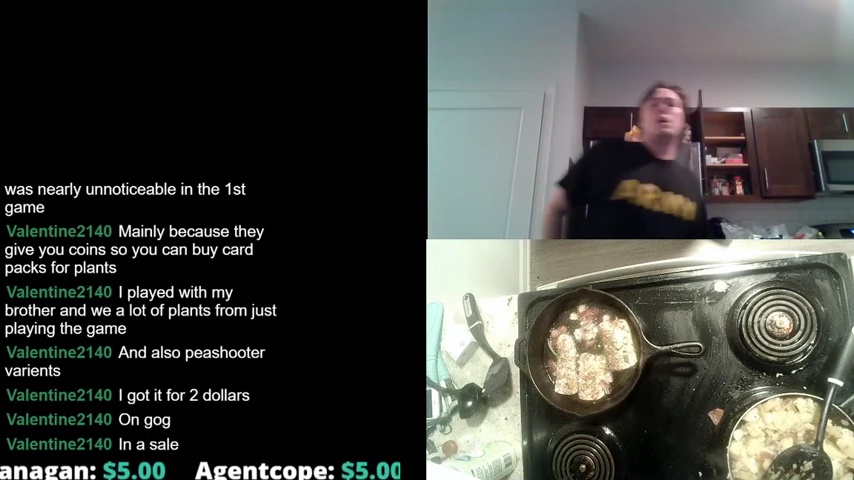 was nearly unnoticeable in the 1st
game
Valentine2140 Mainly because they
give you coins so you can buy card
packs for plants
Valentine2140 I played with my
brother and we a lot of plants from just
playing the game
Valentine2140 And also peashooter
varients
Valentine2140 I got it for 2 dollars
Valentine2140 On gog
Valentine2140 In a sale
anagan: $5.00 Agentcope: $5.00